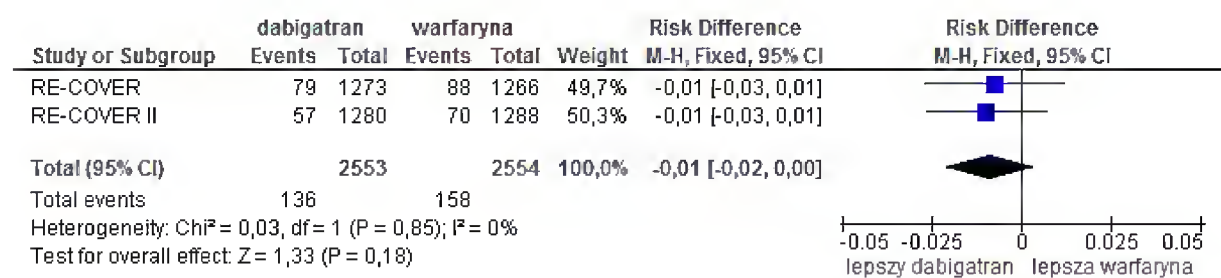 dabigatran warfaryna Risk Difference Risk Difference
Study or Subgroup Events Total Events Total Weight M-H, Fixed, 95% CI M-H, Fixed, 95% CI
RE-COVER 79 1273 88 1266 49,7% -0,01 [-0,03, 0,01]
RE-COVER II 57 1280 70 1288 50,3% -0,01 [-0,03, 0,01]
Total (95% CI) 2553 2554 100,0% -0,01 [-0,02, 0,00]
Total events 136 158
Heterogeneity: Chi² = 0,03, df = 1 (P = 0,85); I² = 0%
Test for overall effect: Z = 1,33 (P = 0,18)
-0.05 -0.025 0 0.025 0.05
lepszy dabigatran lepsza warfaryna